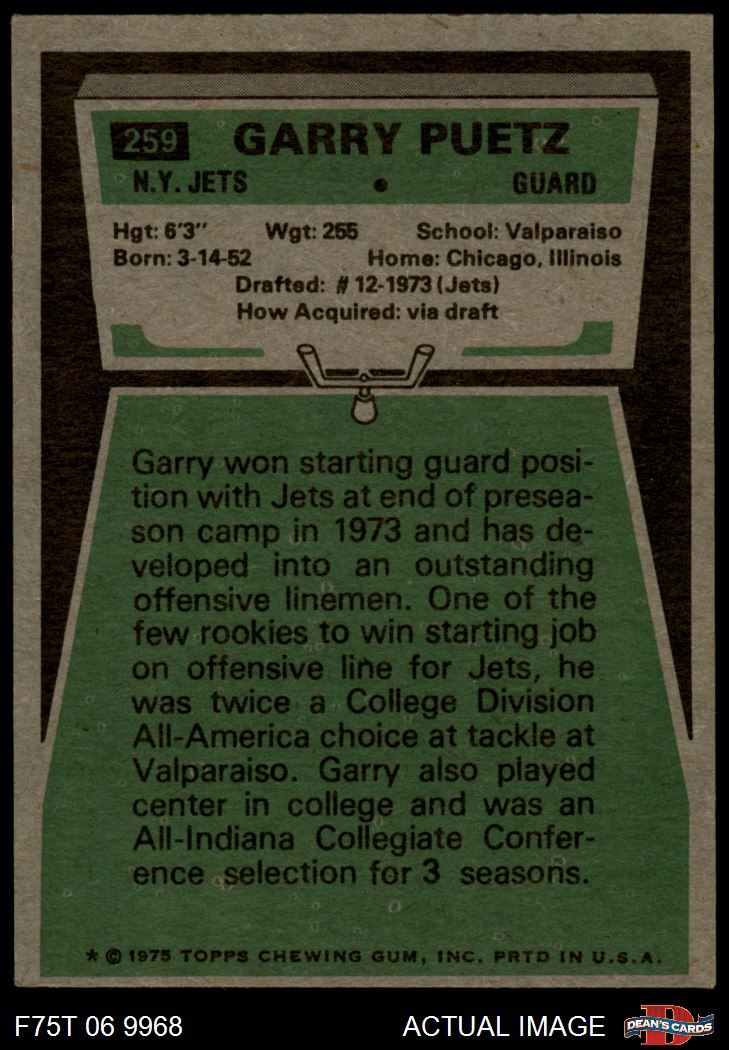 259 GARRY PUETZ
N.Y. JETS • GUARD
Hgt: 6'3" Wgt: 255 School: Valparaiso
Born: 3-14-52 Home: Chicago, Illinois
Drafted: # 12-1973 (Jets)
How Acquired: via draft
Garry won starting guard posi-
tion with Jets at end of presea-
son camp in 1973 and has de-
veloped into an outstanding
offensive linemen. One of the
few rookies to win starting job
on offensive line for Jets, he
was twice a College Division
All-America choice at tackle at
Valparaiso. Garry also played
center in college and was an
All-Indiana Collegiate Confer-
ence selection for 3 seasons.
* © 1975 TOPPS CHEWING GUM, INC. PRTD IN U.S.A.
F75T 06 9968 ACTUAL IMAGE D DEAN'S CARDS